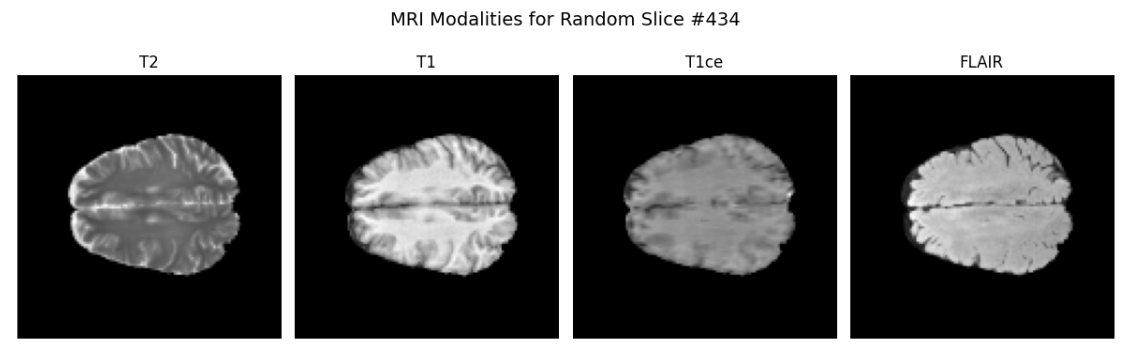 MRI Modalities for Random Slice #434
T2
T1
T1ce
FLAIR